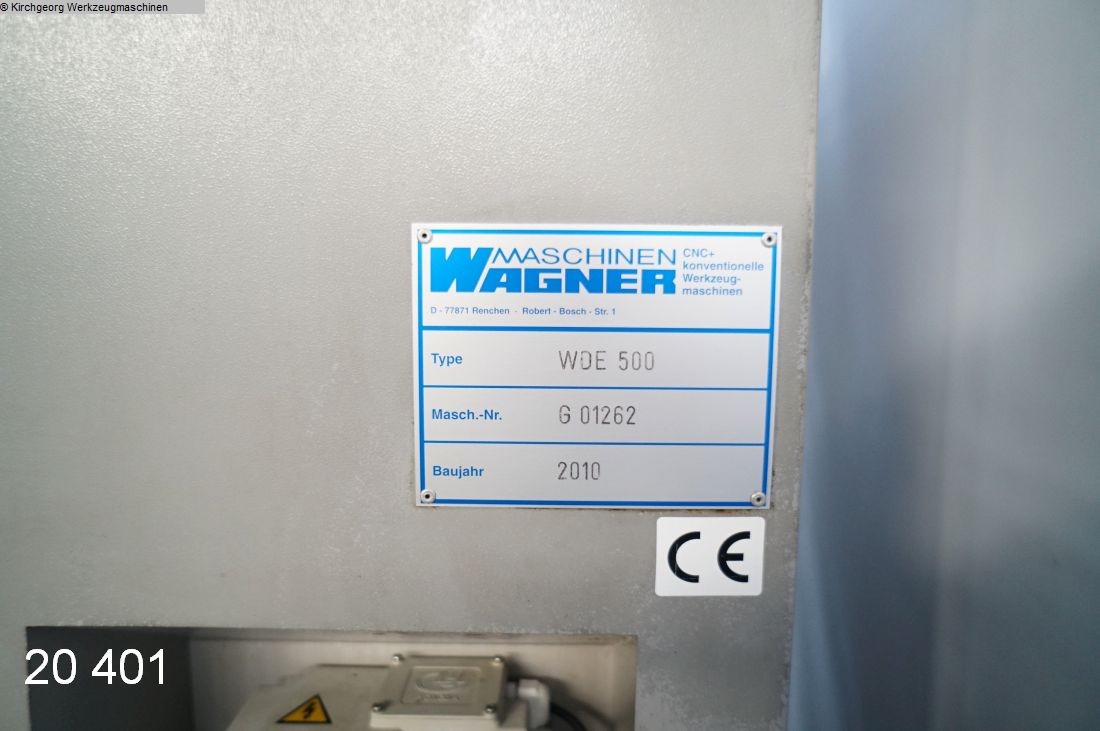 © Kirchgeorg Werkzeugmaschinen
MASCHINEN
WAGNER
CNC+
konventionelle
Werkzeug-
maschinen
D - 77871 Renchen - Robert - Bosch - Str. 1
Type WDE 500
Masch.-Nr. G 01262
Baujahr 2010
CE
20 401